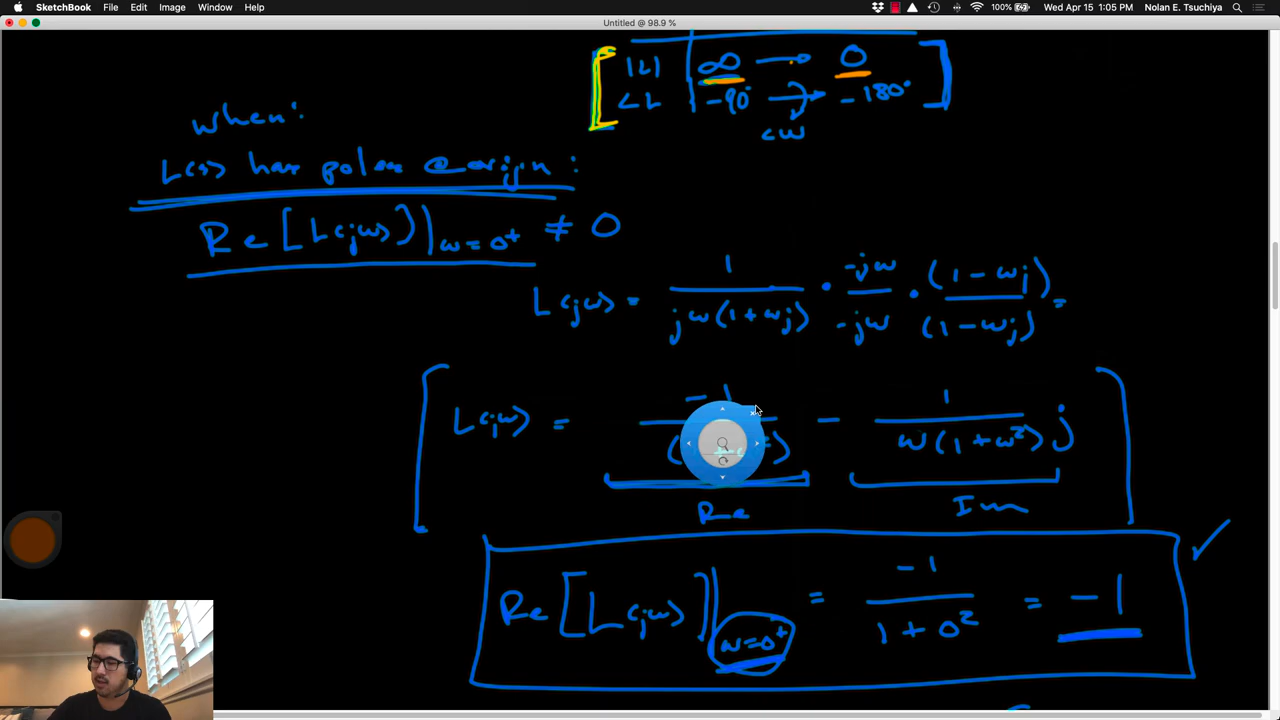 SketchBook File Edit Image Window Help 100% Wed Apr 15 1:05 PM Nolan E. Tsuchiya
Untitled @ 98.9 %
|L| ∞ → 0
∠L -90° → -180°
CW
when:
L(s) has poles @ origin:
Re[L(jω)]|ω=0⁺ ≠ 0
L(jω) = 1/(jω(1+ωj)) · -jω/-jω · (1-ωj)/(1-ωj) =
L(jω) = -1/( ) - 1/(ω(1+ω²)) j
Re Im
Re[L(jω)]|ω=0⁺ = -1/(1+0²) = -1